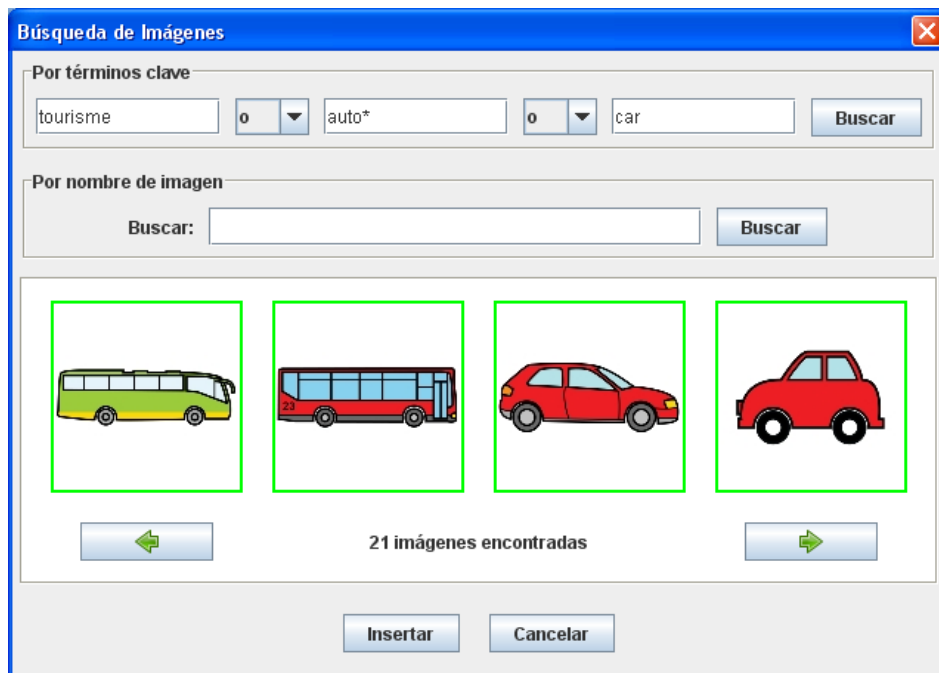 Búsqueda de Imágenes
Por términos clave
tourisme o auto* o car Buscar
Por nombre de imagen
Buscar: Buscar
23
21 imágenes encontradas
Insertar Cancelar